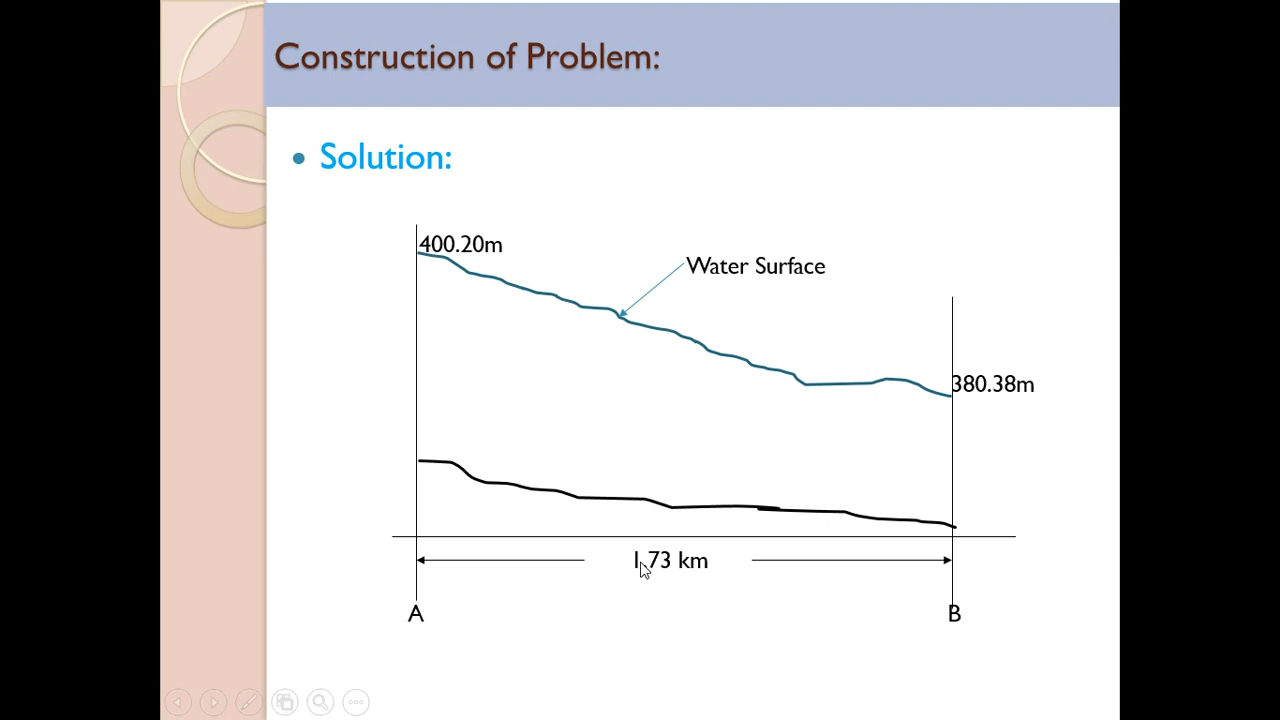 Construction of Problem:
Solution:
400.20m
Water Surface
380.38m
1.73 km
A
B